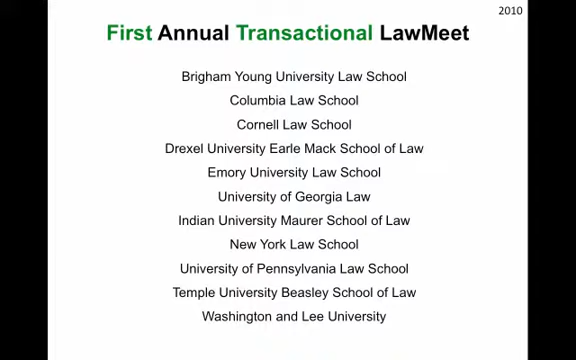 2010
First Annual Transactional LawMeet
Brigham Young University Law School
Columbia Law School
Cornell Law School
Drexel University Earle Mack School of Law
Emory University Law School
University of Georgia Law
Indian University Maurer School of Law
New York Law School
University of Pennsylvania Law School
Temple University Beasley School of Law
Washington and Lee University